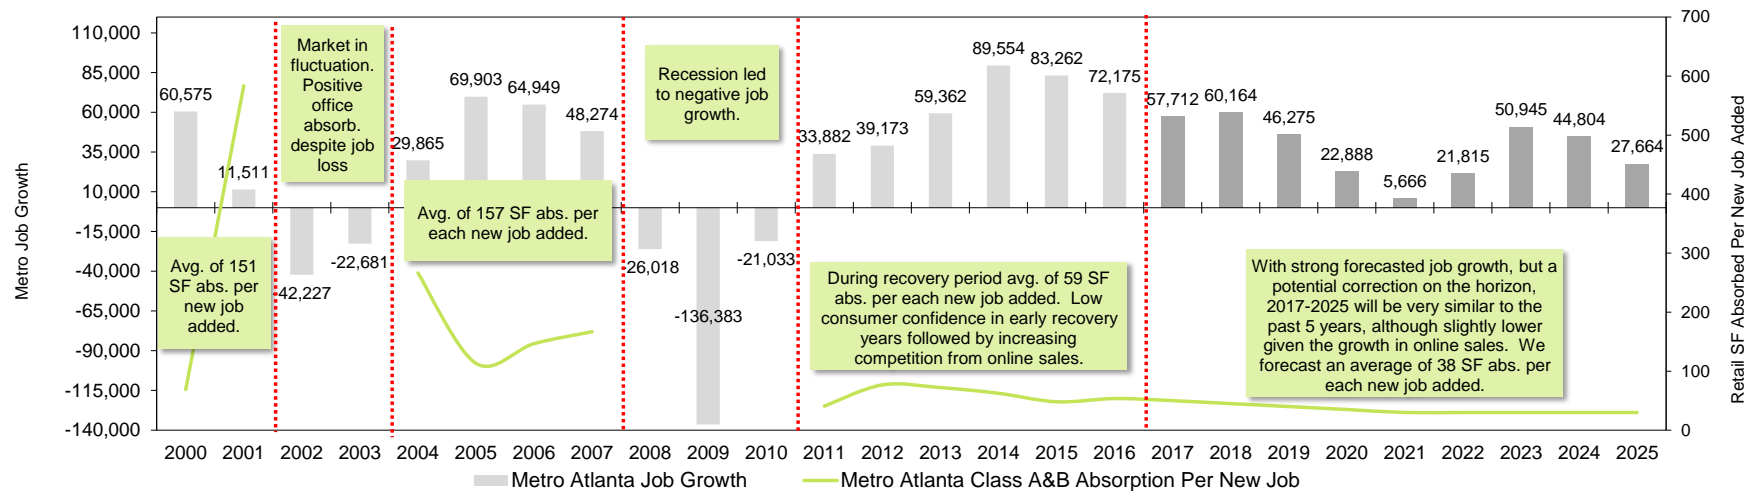 Metro Job Growth
110,000
85,000
60,000
35,000
10,000
-15,000
-40,000
-65,000
-90,000
-115,000
-140,000
60,575
11,511
-42,227
-22,681
29,865
69,903
64,949
48,274
-26,018
-136,383
-21,033
33,882
39,173
59,362
89,554
83,262
72,175
57,712
60,164
46,275
22,888
5,666
21,815
50,945
44,804
27,664
Avg. of 151
SF abs. per
new job
added.
Market in
fluctuation.
Positive
office
absorb.
despite job
loss
Avg. of 157 SF abs. per
each new job added.
Recession led
to negative job
growth.
During recovery period avg. of 59 SF
abs. per each new job added.  Low
consumer confidence in early recovery
years followed by increasing
competition from online sales.
With strong forecasted job growth, but a
potential correction on the horizon,
2017-2025 will be very similar to the
past 5 years, although slightly lower
given the growth in online sales.  We
forecast an average of 38 SF abs. per
each new job added.
700
600
500
400
300
200
100
0
Retail SF Absorbed Per New Job Added
2000 2001 2002 2003 2004 2005 2006 2007 2008 2009 2010 2011 2012 2013 2014 2015 2016 2017 2018 2019 2020 2021 2022 2023 2024 2025
Metro Atlanta Job Growth
Metro Atlanta Class A&B Absorption Per New Job